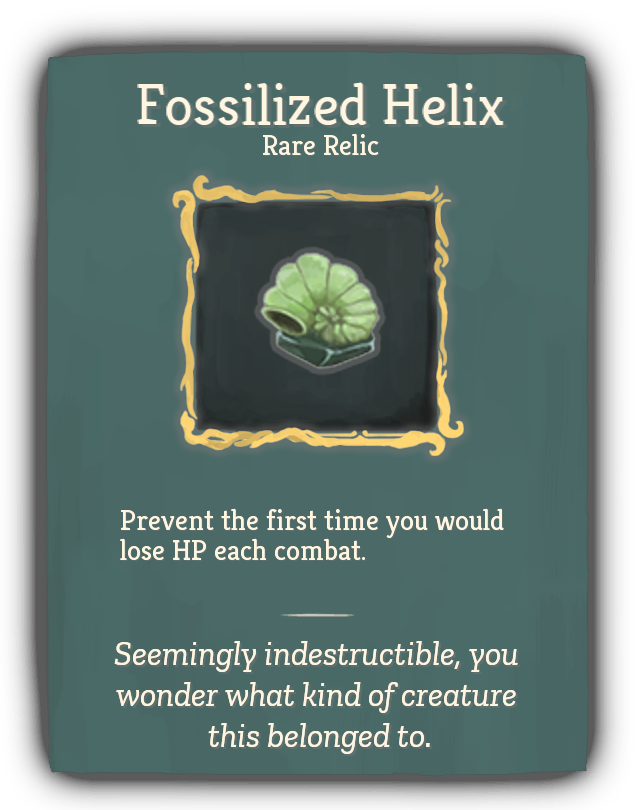 Fossilized Helix
Rare Relic
Prevent the first time you would
lose HP each combat.
Seemingly indestructible, you
wonder what kind of creature
this belonged to.